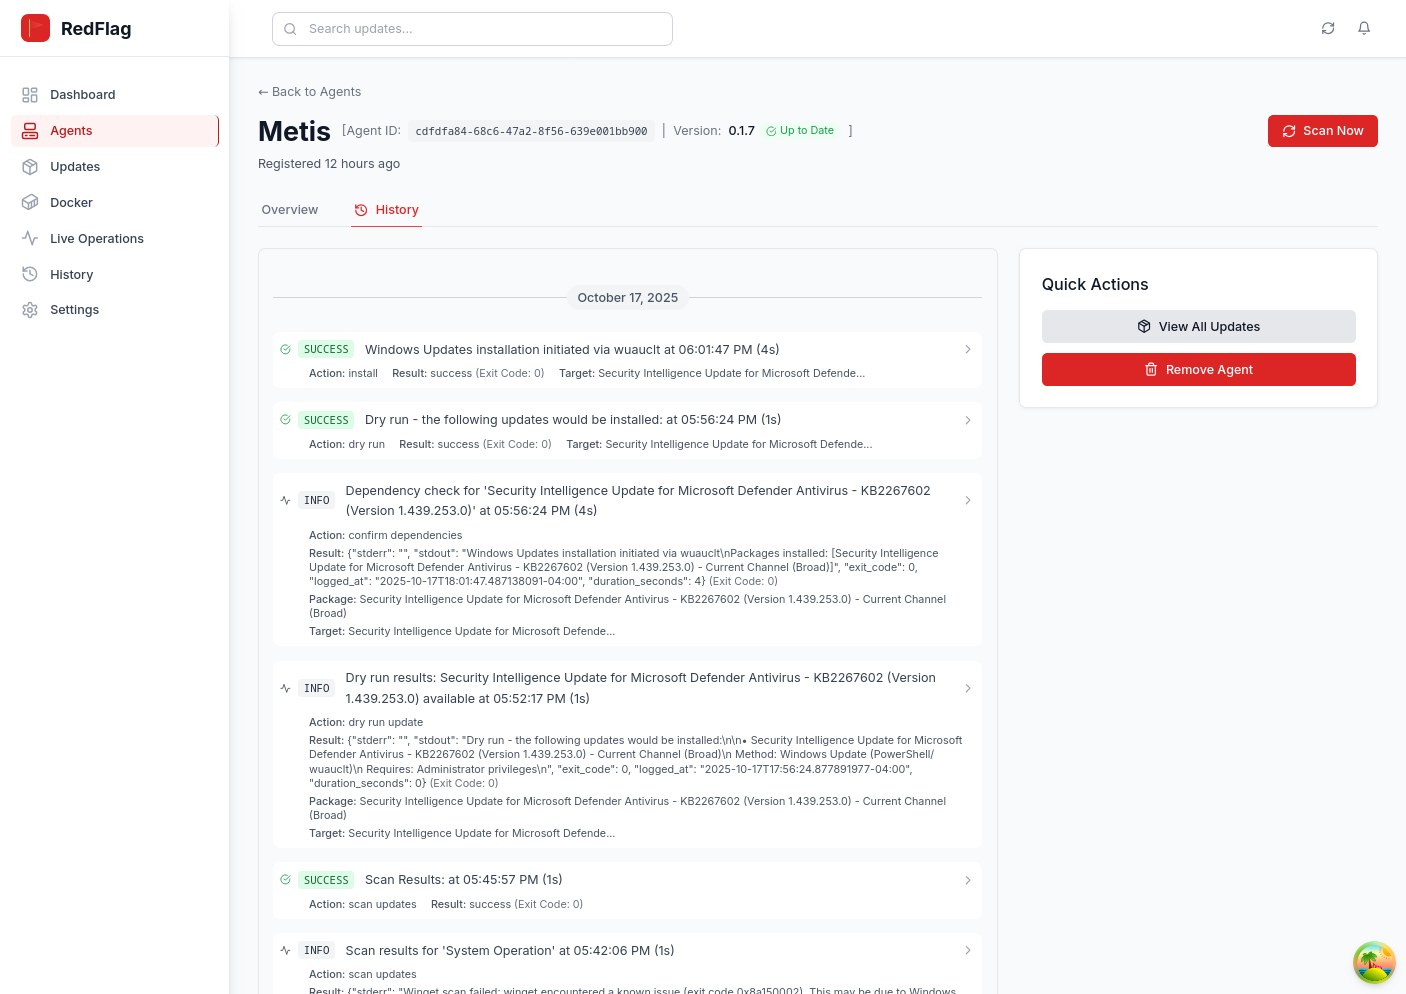 RedFlag
Search updates...
Dashboard
Agents
Updates
Docker
Live Operations
History
Settings
← Back to Agents
Metis [Agent ID: cdfdfa84-68c6-47a2-8f56-639e001bb900 | Version: 0.1.7 Up to Date ]
Scan Now
Registered 12 hours ago
Overview History
October 17, 2025
SUCCESS Windows Updates installation initiated via wuauclt at 06:01:47 PM (4s)
Action: install Result: success (Exit Code: 0) Target: Security Intelligence Update for Microsoft Defende...
SUCCESS Dry run - the following updates would be installed: at 05:56:24 PM (1s)
Action: dry run Result: success (Exit Code: 0) Target: Security Intelligence Update for Microsoft Defende...
INFO Dependency check for 'Security Intelligence Update for Microsoft Defender Antivirus - KB2267602
(Version 1.439.253.0)' at 05:56:24 PM (4s)
Action: confirm dependencies
Result: {"stderr": "", "stdout": "Windows Updates installation initiated via wuauclt\nPackages installed: [Security Intelligence
Update for Microsoft Defender Antivirus - KB2267602 (Version 1.439.253.0) - Current Channel (Broad)]", "exit_code": 0,
"logged_at": "2025-10-17T18:01:47.487138091-04:00", "duration_seconds": 4} (Exit Code: 0)
Package: Security Intelligence Update for Microsoft Defender Antivirus - KB2267602 (Version 1.439.253.0) - Current Channel
(Broad)
Target: Security Intelligence Update for Microsoft Defende...
INFO Dry run results: Security Intelligence Update for Microsoft Defender Antivirus - KB2267602 (Version
1.439.253.0) available at 05:52:17 PM (1s)
Action: dry run update
Result: {"stderr": "", "stdout": "Dry run - the following updates would be installed:\n\n• Security Intelligence Update for Microsoft
Defender Antivirus - KB2267602 (Version 1.439.253.0) - Current Channel (Broad)\n Method: Windows Update (PowerShell/
wuauclt)\n Requires: Administrator privileges\n", "exit_code": 0, "logged_at": "2025-10-17T17:56:24.877891977-04:00",
"duration_seconds": 0} (Exit Code: 0)
Package: Security Intelligence Update for Microsoft Defender Antivirus - KB2267602 (Version 1.439.253.0) - Current Channel
(Broad)
Target: Security Intelligence Update for Microsoft Defende...
SUCCESS Scan Results: at 05:45:57 PM (1s)
Action: scan updates Result: success (Exit Code: 0)
INFO Scan results for 'System Operation' at 05:42:06 PM (1s)
Action: scan updates
Result: {"stderr": "Winget scan failed: winget encountered a known issue (exit code 0x8a150002). This may be due to Windows
Quick Actions
View All Updates
Remove Agent